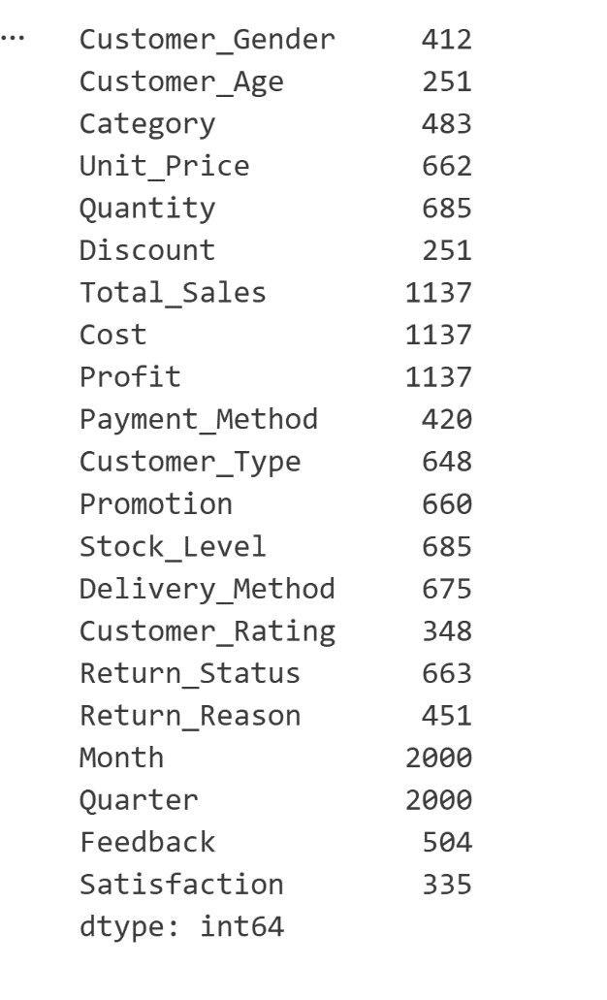 ...
Customer_Gender 412
Customer_Age 251
Category 483
Unit_Price 662
Quantity 685
Discount 251
Total_Sales 1137
Cost 1137
Profit 1137
Payment_Method 420
Customer_Type 648
Promotion 660
Stock_Level 685
Delivery_Method 675
Customer_Rating 348
Return_Status 663
Return_Reason 451
Month 2000
Quarter 2000
Feedback 504
Satisfaction 335
dtype: int64